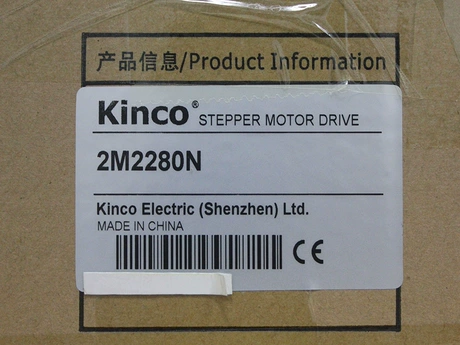 产品信息/Product Information
Kinco® STEPPER MOTOR DRIVE
2M2280N
Kinco Electric (Shenzhen) Ltd.
MADE IN CHINA
CE